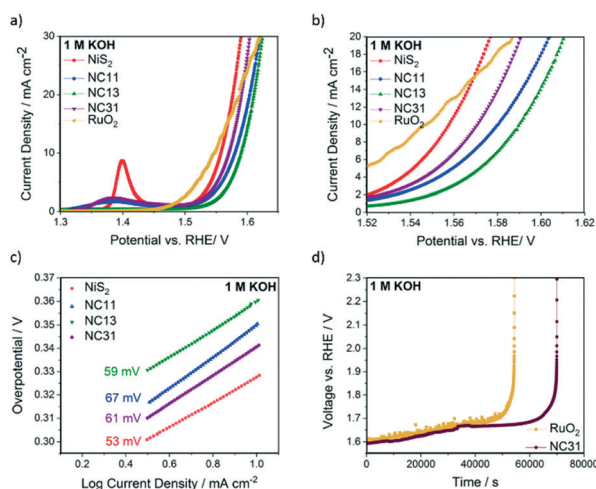 a)
1 M KOH
NiS2
NC11
NC13
NC31
RuO2
Current Density/ mA cm-2
30
20
10
0
1.3
1.4
1.5
1.6
Potential vs. RHE/ V
b)
1 M KOH
NiS2
NC11
NC13
NC31
RuO2
Current Density/ mA cm-2
20
18
16
14
12
10
8
6
4
2
0
1.52
1.54
1.56
1.58
1.60
1.62
Potential vs. RHE/ V
c)
1 M KOH
NiS2
NC11
NC13
NC31
59 mV
67 mV
61 mV
53 mV
Overpotential / V
0.37
0.36
0.35
0.34
0.33
0.32
0.31
0.30
0.2
0.4
0.6
0.8
1.0
1.2
Log Current Density / mA cm-2
d)
1 M KOH
RuO2
NC31
Voltage vs. RHE / V
2.3
2.2
2.1
2.0
1.9
1.8
1.7
1.6
1.5
0
20000
40000
60000
80000
Time / s